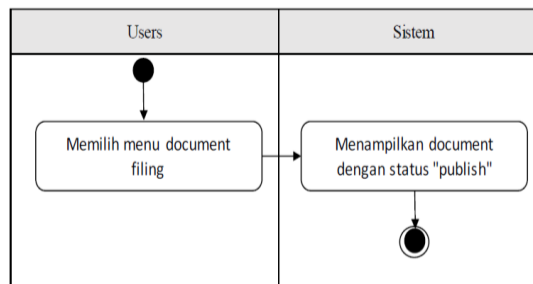 Users
Sistem
Memilih menu document
filing
Menampilkan document
dengan status "publish"